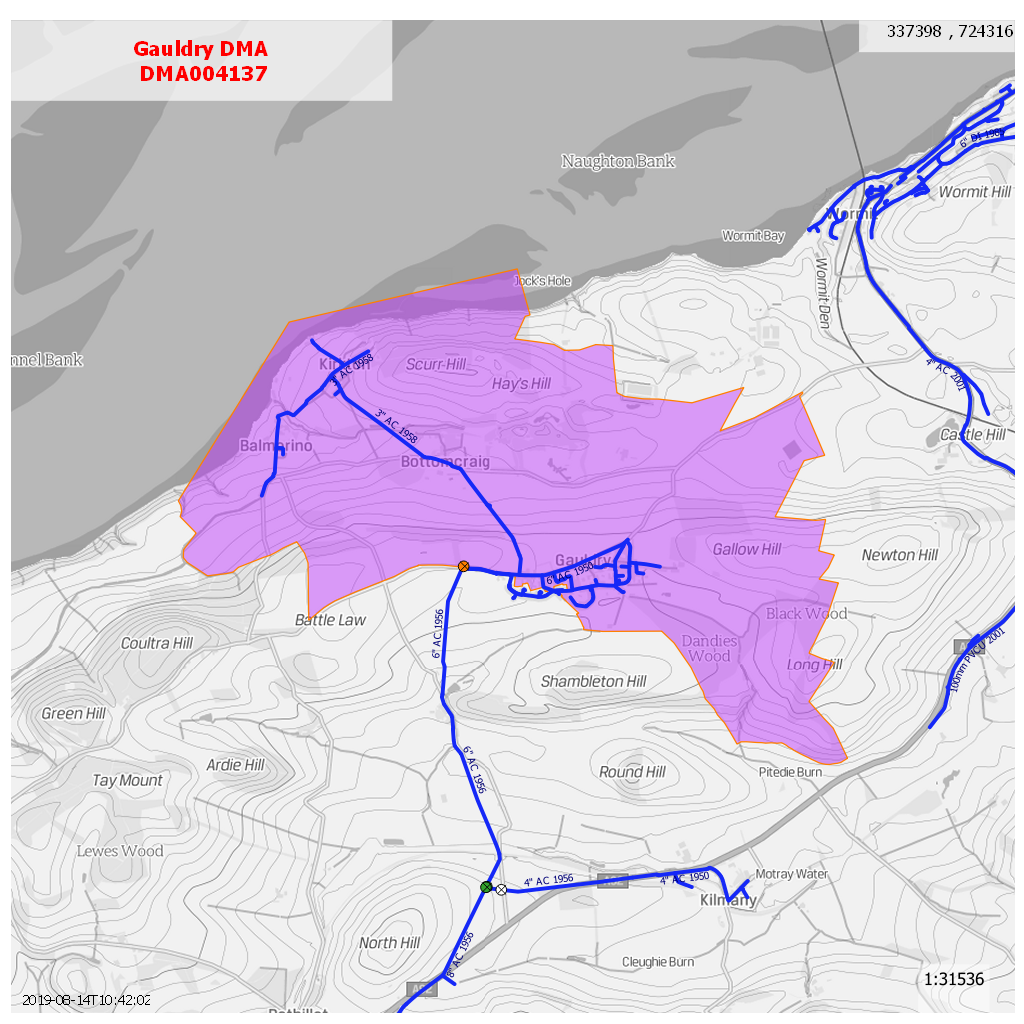 Gauldry DMA
DMA004137
337398 , 724316
Naughton Bank
6" DI 190
Wormit Hill
Wormit
Wormit Bay
Wormit Den
Jock's Hole
nnel Bank
3" AC 1958
Scurr Hill
Hay's Hill
4" AC 2001
3" AC 1958
Castle Hill
Balmerino
Bottomcraig
Gauldry
6" AC 1950
Gallow Hill
Newton Hill
Battle Law
Black Wood
Coultra Hill
6" AC 1956
Dandies
Wood
Long Hill
100mm PVCU 2001
Shambleton Hill
Green Hill
Ardie Hill
Tay Mount
6" AC 1956
Round Hill
Pitedie Burn
Lewes Wood
4" AC 1956
4" AC 1950
Motray Water
Kilmany
North Hill
8" AC 1956
Cleughie Burn
1:31536
2019-08-14T10:42:02